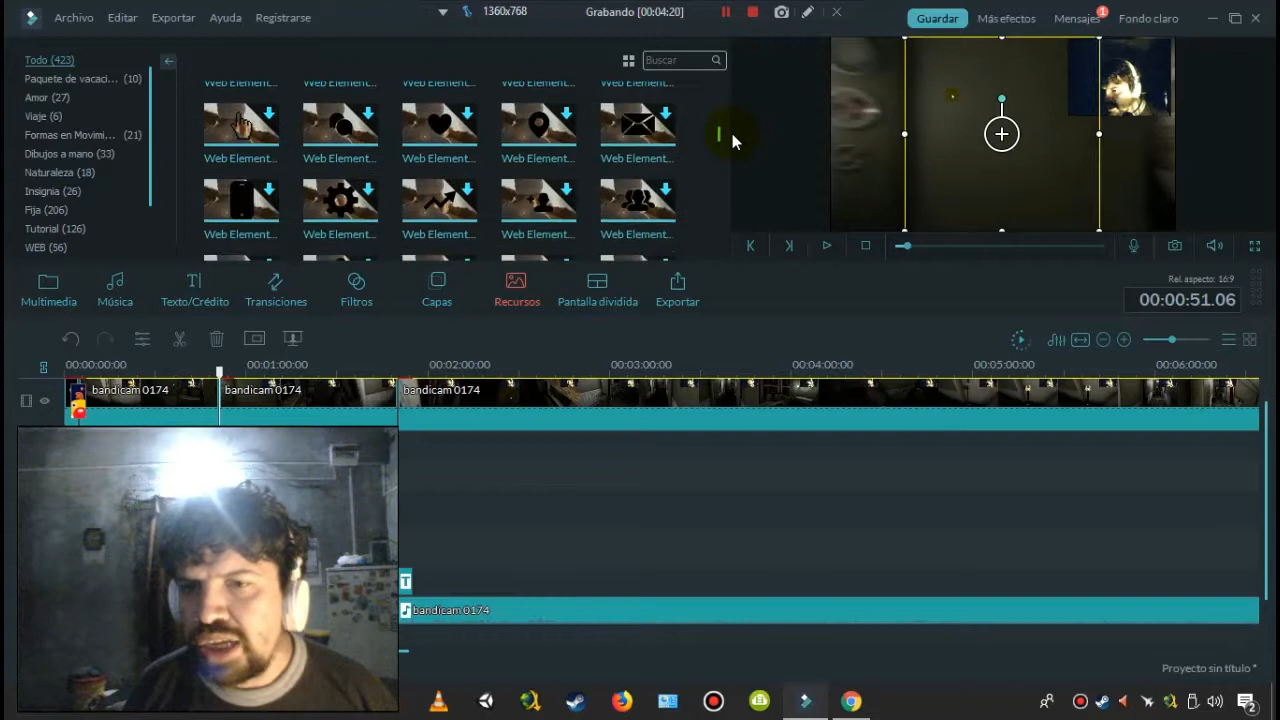 1360x768 Grabando [00:04:20]
Archivo Editar Exportar Ayuda Registrarse Guardar Más efectos Mensajes 1 Fondo claro
Todo (423) Buscar
Paquete de vacaci... (10)
Amor (27)
Viaje (6)
Formas en Movimi... (21)
Dibujos a mano (33)
Naturaleza (18)
Insignia (26)
Fija (206)
Tutorial (126)
WEB (56)
Web Element... Web Element... Web Element... Web Element... Web Element...
Web Element... Web Element... Web Element... Web Element... Web Element...
Web Element... Web Element... Web Element... Web Element... Web Element...
Multimedia Música Texto/Crédito Transiciones Filtros Capas Recursos Pantalla dividida Exportar
Rel. aspecto: 16:9
00:00:51.06
00:00:00:00 00:01:00:00 00:02:00:00 00:03:00:00 00:04:00:00 00:05:00:00 00:06:00:00
bandicam 0174 bandicam 0174 bandicam 0174
T
bandicam 0174
Proyecto sin título *
2